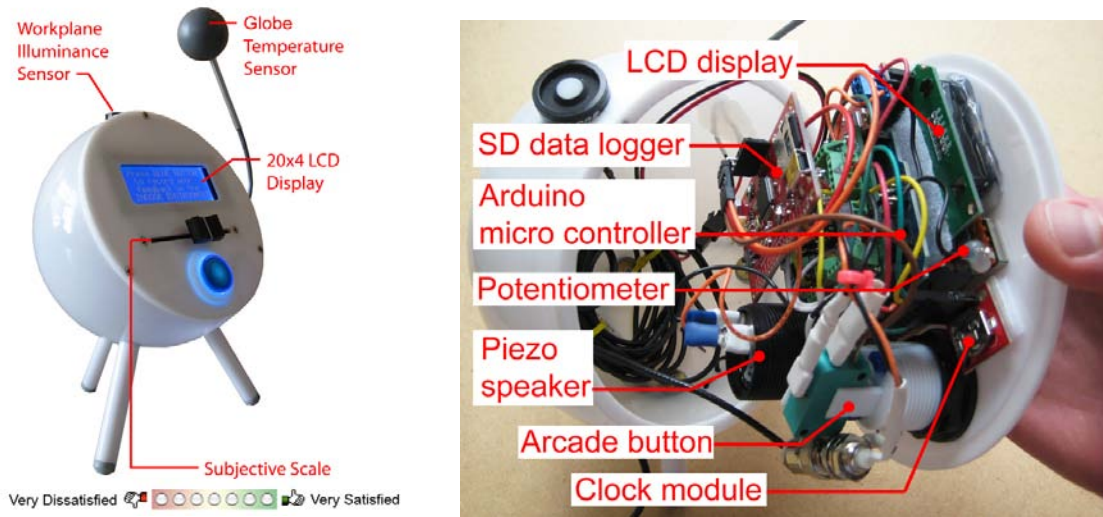 Workplane
Illuminance
Sensor
Globe
Temperature
Sensor
20x4 LCD
Display
Subjective Scale
Very Dissatisfied
Very Satisfied
LCD display
SD data logger
Arduino
micro controller
Potentiometer
Piezo
speaker
Arcade button
Clock module